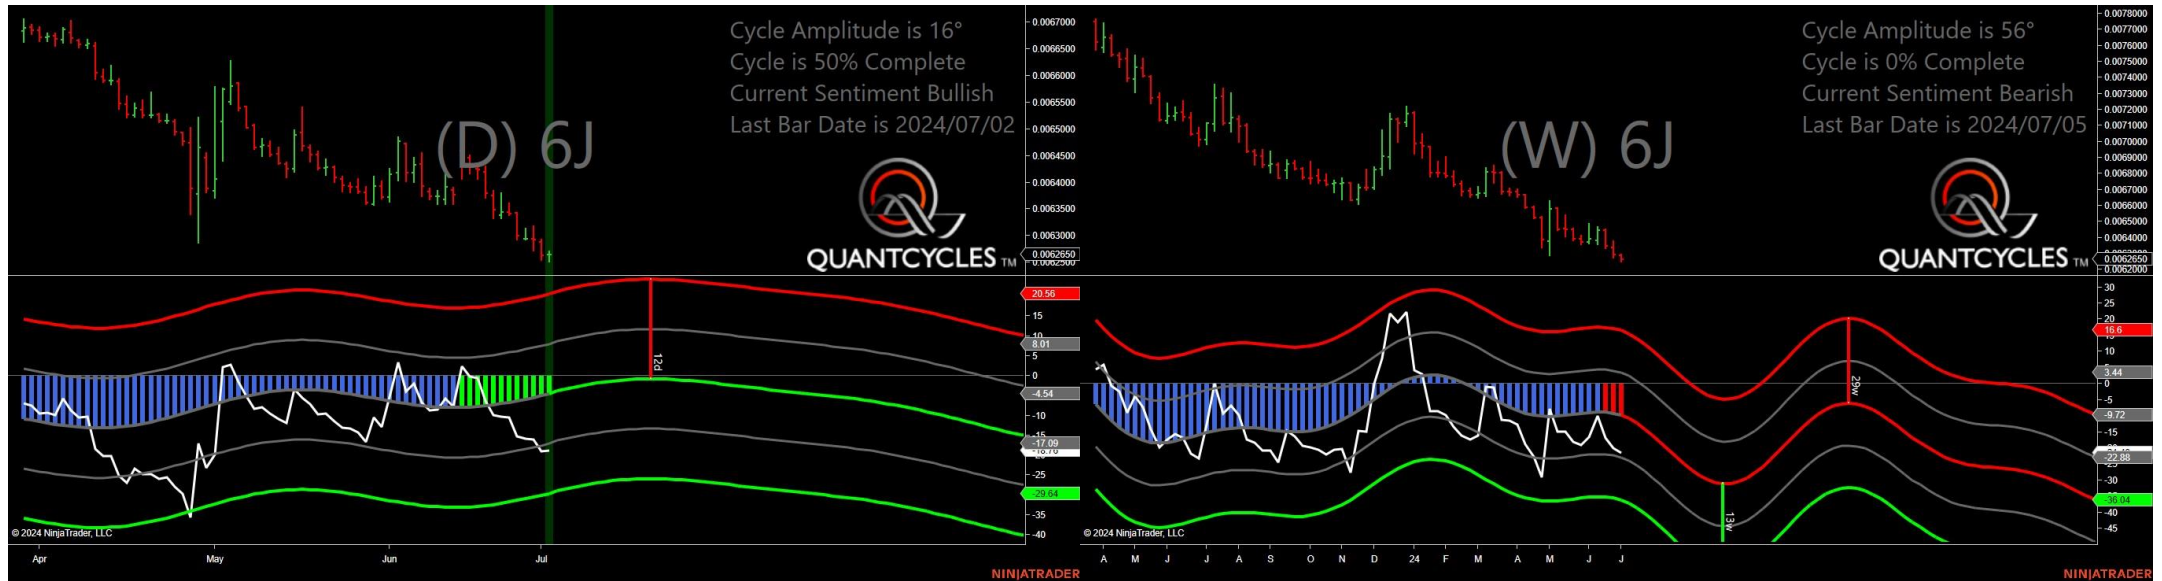 Cycle Amplitude is 16°
Cycle is 50% Complete
Current Sentiment Bullish
Last Bar Date is 2024/07/02
(D) 6J
QUANTCYCLES TM
0.0067000
0.0066500
0.0066000
0.0065500
0.0065000
0.0064500
0.0064000
0.0063500
0.0063000
0.0062650
0.0062500
20.56
15
10
8.01
5
0
-4.54
-10
-15
-17.09
-18.76
-25
-29.64
-35
-40
12d
© 2024 NinjaTrader, LLC
Apr May Jun Jul
NINJATRADER
Cycle Amplitude is 56°
Cycle is 0% Complete
Current Sentiment Bearish
Last Bar Date is 2024/07/05
(W) 6J
QUANTCYCLES TM
0.0078000
0.0077000
0.0076000
0.0075000
0.0074000
0.0073000
0.0072000
0.0071000
0.0070000
0.0069000
0.0068000
0.0067000
0.0066000
0.0065000
0.0064000
0.0062650
0.0062000
30
25
20
16.6
10
3.44
0
-5
-9.72
-15
-22.88
-30
-36.04
-40
-45
29w
13w
© 2024 NinjaTrader, LLC
A M J J A S O N D 24 F M A M J J
NINJATRADER